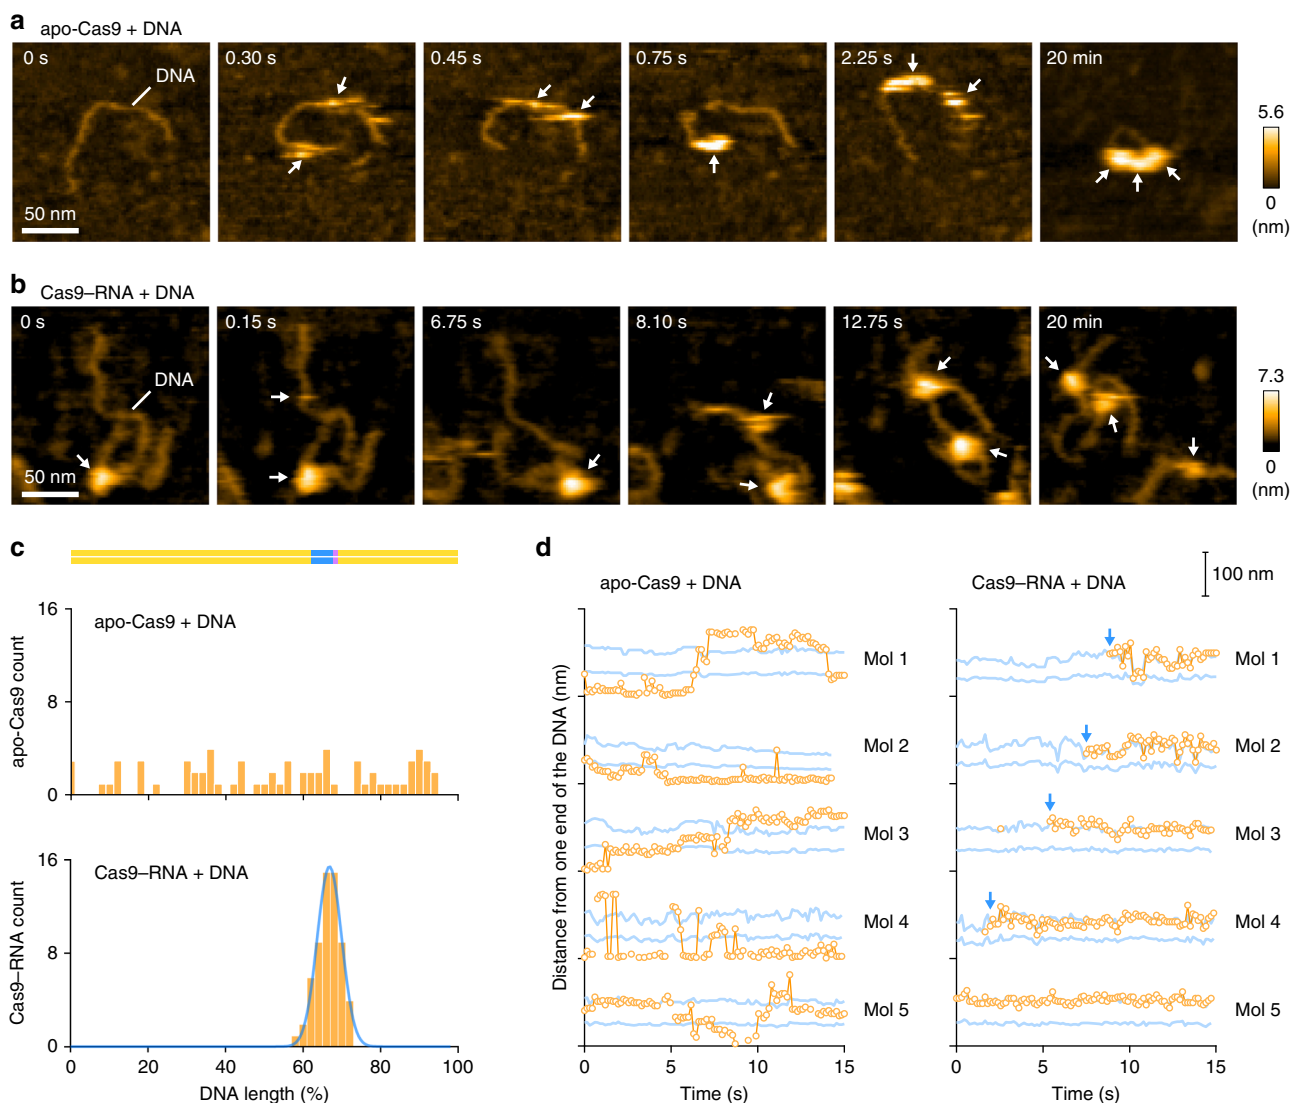 a
apo-Cas9 + DNA
0 s
DNA
50 nm
0.30 s
0.45 s
0.75 s
2.25 s
20 min
5.6
0
(nm)
b
Cas9–RNA + DNA
0 s
DNA
50 nm
0.15 s
6.75 s
8.10 s
12.75 s
20 min
7.3
0
(nm)
c
apo-Cas9 + DNA
apo-Cas9 count
16
8
0
Cas9–RNA + DNA
Cas9–RNA count
16
8
0
0 20 40 60 80 100
DNA length (%)
d
100 nm
apo-Cas9 + DNA
Cas9–RNA + DNA
Distance from one end of the DNA (nm)
Mol 1
Mol 2
Mol 3
Mol 4
Mol 5
0 5 10 15
Time (s)
Mol 1
Mol 2
Mol 3
Mol 4
Mol 5
0 5 10 15
Time (s)